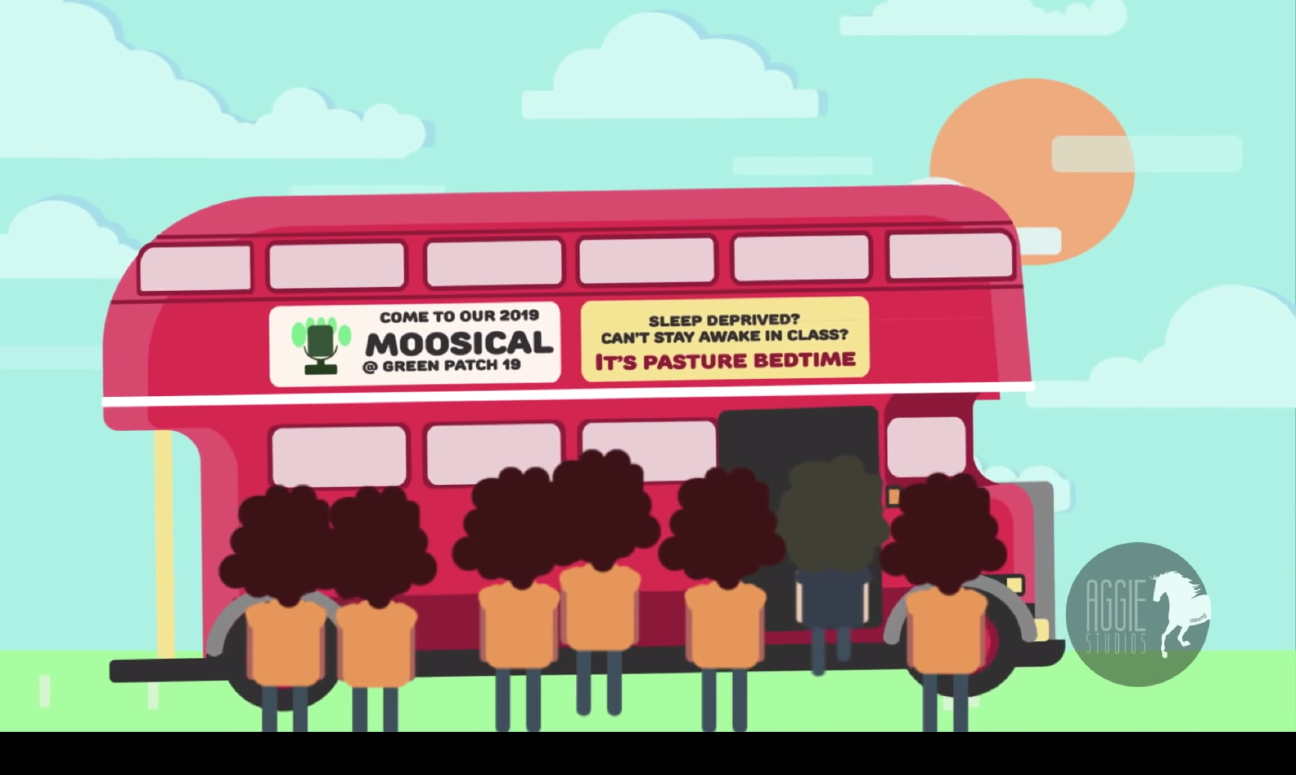 COME TO OUR 2019
MOOSICAL
@ GREEN PATCH 19
SLEEP DEPRIVED?
CAN'T STAY AWAKE IN CLASS?
IT'S PASTURE BEDTIME
AGGIE
STUDIOS